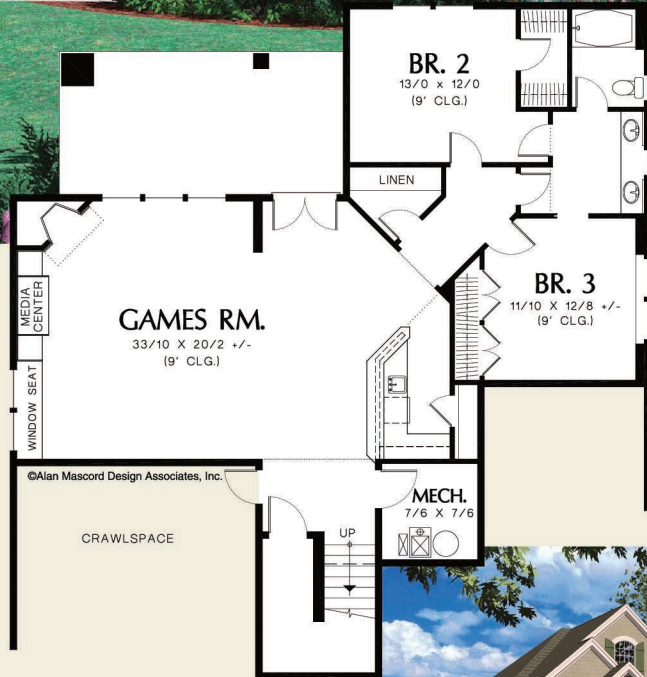 BR. 2
13/0 x 12/0
(9' CLG.)
LINEN
BR. 3
11/10 X 12/8 +/-
(9' CLG.)
MEDIA
CENTER
GAMES RM.
33/10 X 20/2 +/-
(9' CLG.)
WINDOW SEAT
©Alan Mascord Design Associates, Inc.
MECH.
7/6 X 7/6
CRAWLSPACE
UP